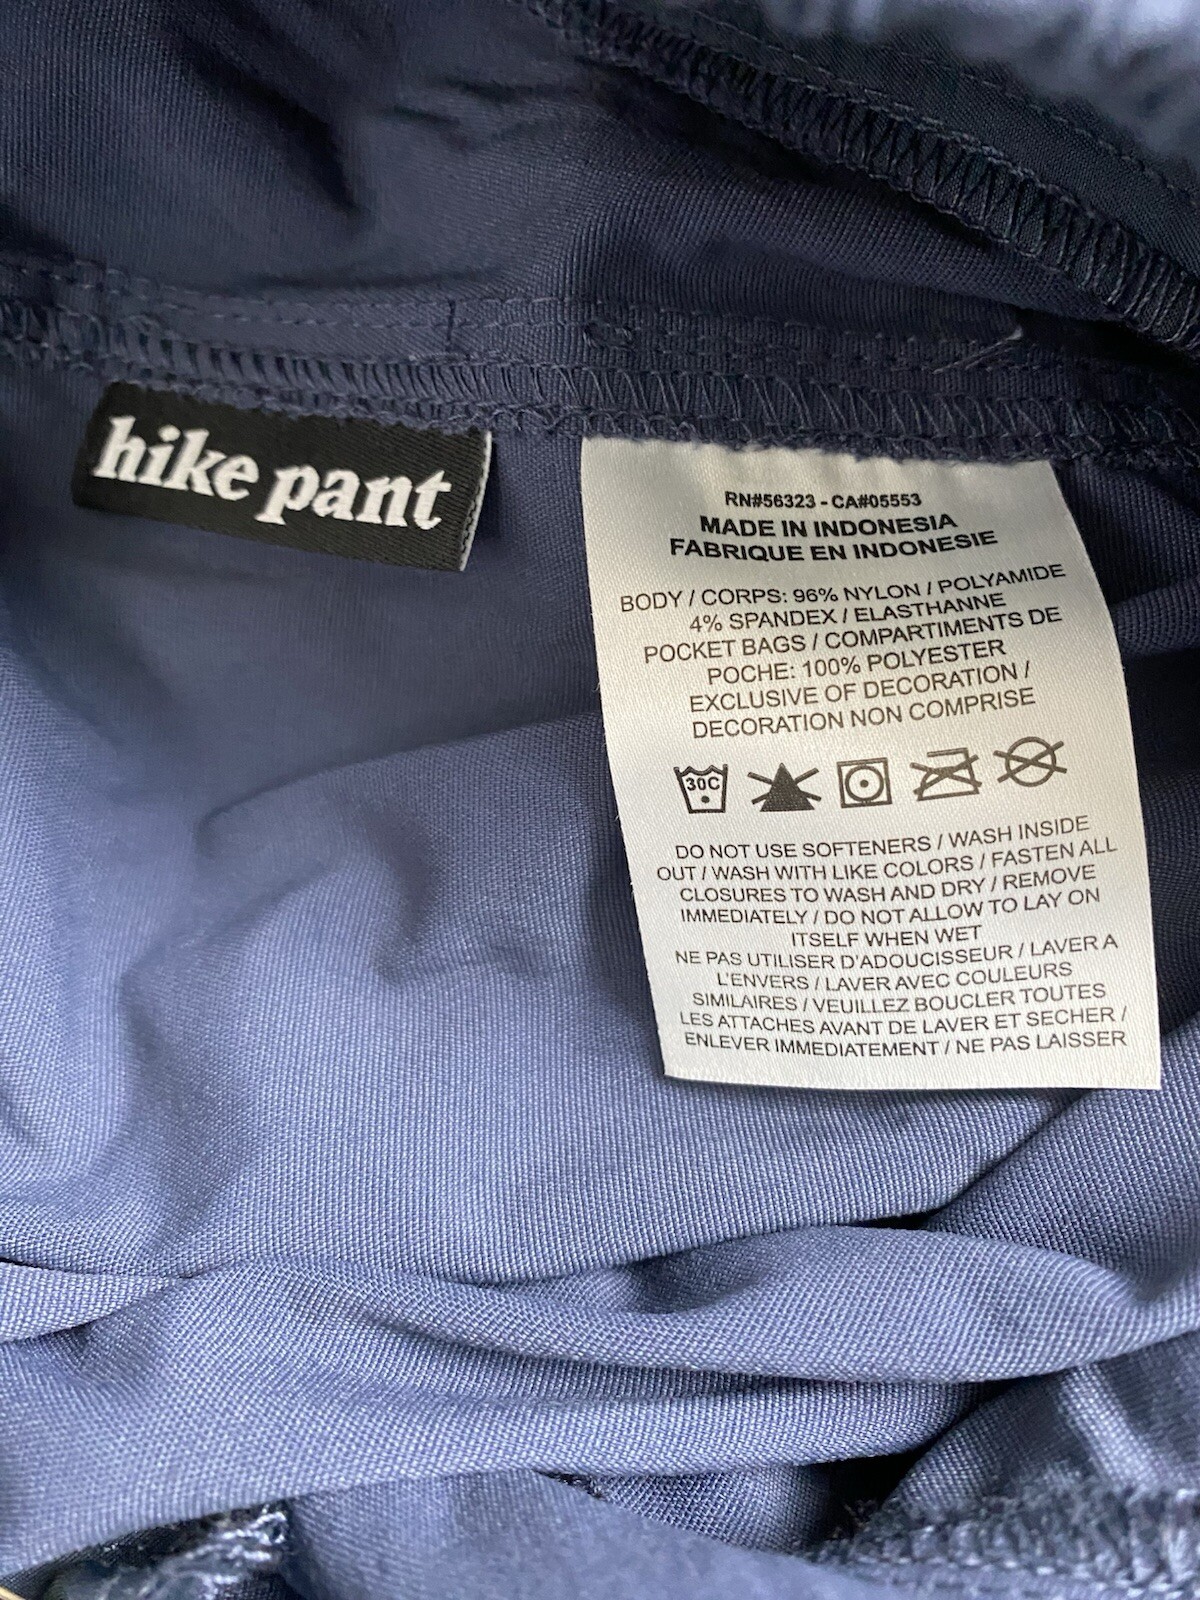 hike pant
RN#56323 - CA#05553
MADE IN INDONESIA
FABRIQUE EN INDONESIE
BODY / CORPS: 96% NYLON / POLYAMIDE
4% SPANDEX / ELASTHANNE
POCKET BAGS / COMPARTIMENTS DE
POCHE: 100% POLYESTER
EXCLUSIVE OF DECORATION /
DECORATION NON COMPRISE
30C
DO NOT USE SOFTENERS / WASH INSIDE
OUT / WASH WITH LIKE COLORS / FASTEN ALL
CLOSURES TO WASH AND DRY / REMOVE
IMMEDIATELY / DO NOT ALLOW TO LAY ON
ITSELF WHEN WET
NE PAS UTILISER D'ADOUCISSEUR / LAVER A
L'ENVERS / LAVER AVEC COULEURS
SIMILAIRES / VEUILLEZ BOUCLER TOUTES
LES ATTACHES AVANT DE LAVER ET SECHER /
ENLEVER IMMEDIATEMENT / NE PAS LAISSER